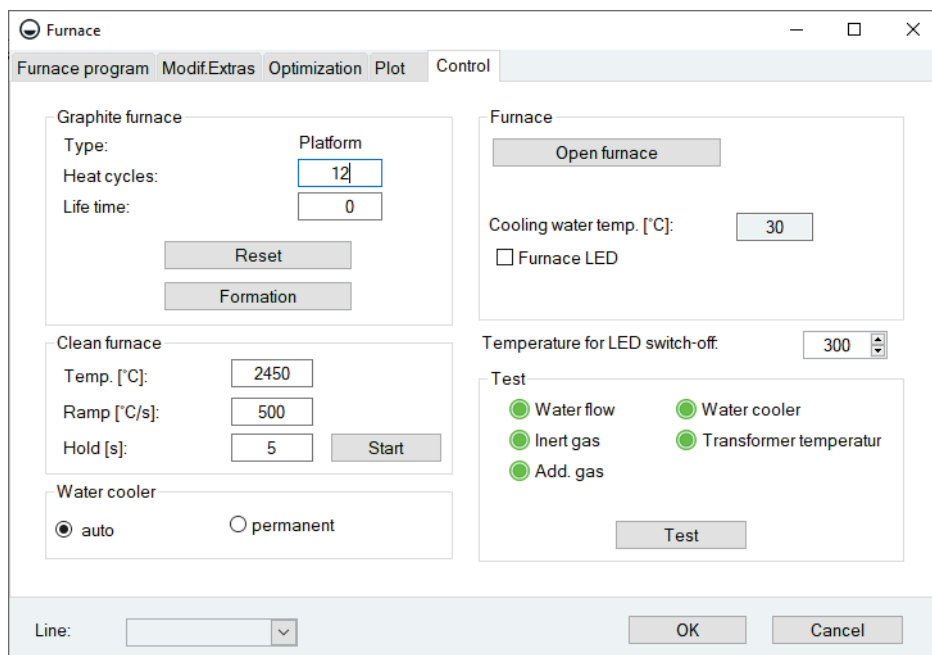 Furnace
Furnace program Modif.Extras Optimization Plot Control
Graphite furnace
Type: Platform
Heat cycles: 12
Life time: 0
Reset
Formation
Clean furnace
Temp. [°C]: 2450
Ramp [°C/s]: 500
Hold [s]: 5 Start
Water cooler
auto permanent
Furnace
Open furnace
Cooling water temp. [°C]: 30
Furnace LED
Temperature for LED switch-off: 300
Test
Water flow Water cooler
Inert gas Transformer temperatur
Add. gas
Test
Line:
OK Cancel